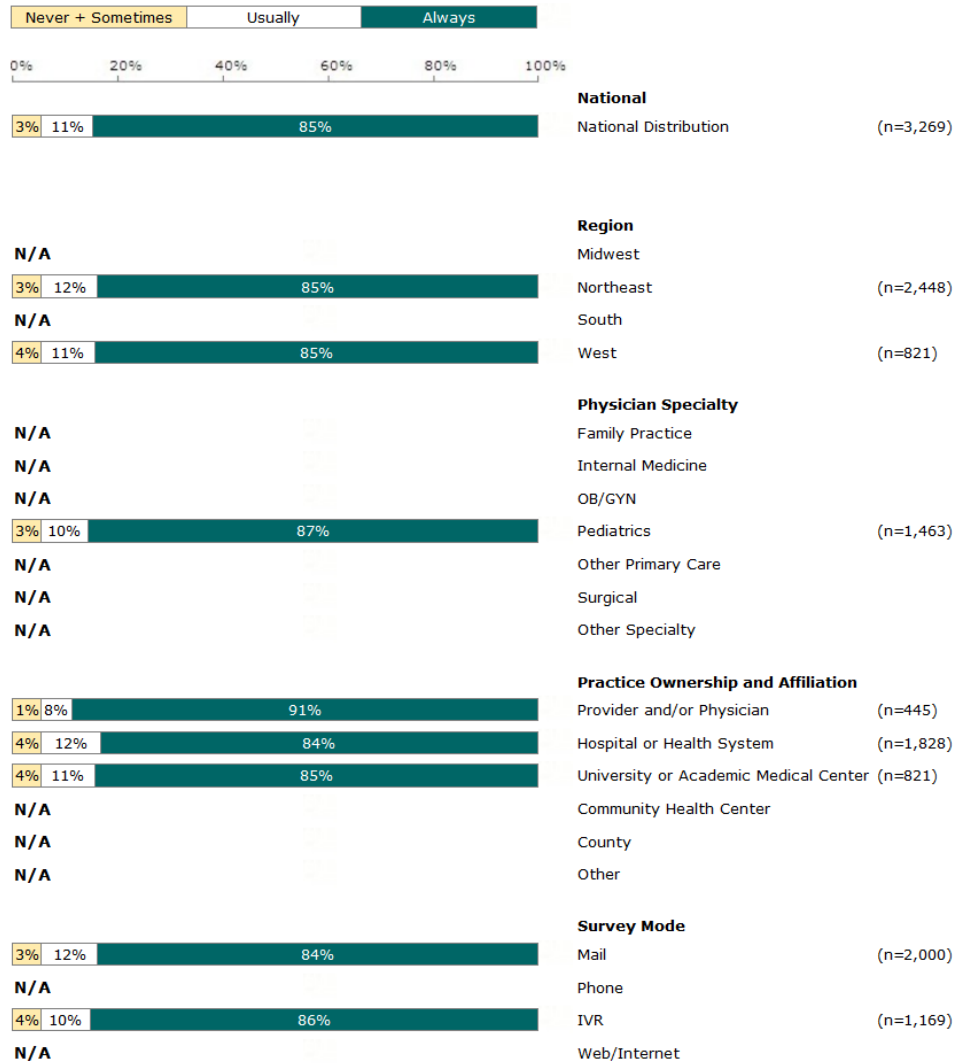 Never + Sometimes Usually Always
0% 20% 40% 60% 80% 100%
National
3% 11% 85% National Distribution (n=3,269)
Region
N/A Midwest
3% 12% 85% Northeast (n=2,448)
N/A South
4% 11% 85% West (n=821)
Physician Specialty
N/A Family Practice
N/A Internal Medicine
N/A OB/GYN
3% 10% 87% Pediatrics (n=1,463)
N/A Other Primary Care
N/A Surgical
N/A Other Specialty
Practice Ownership and Affiliation
1% 8% 91% Provider and/or Physician (n=445)
4% 12% 84% Hospital or Health System (n=1,828)
4% 11% 85% University or Academic Medical Center (n=821)
N/A Community Health Center
N/A County
N/A Other
Survey Mode
3% 12% 84% Mail (n=2,000)
N/A Phone
4% 10% 86% IVR (n=1,169)
N/A Web/Internet